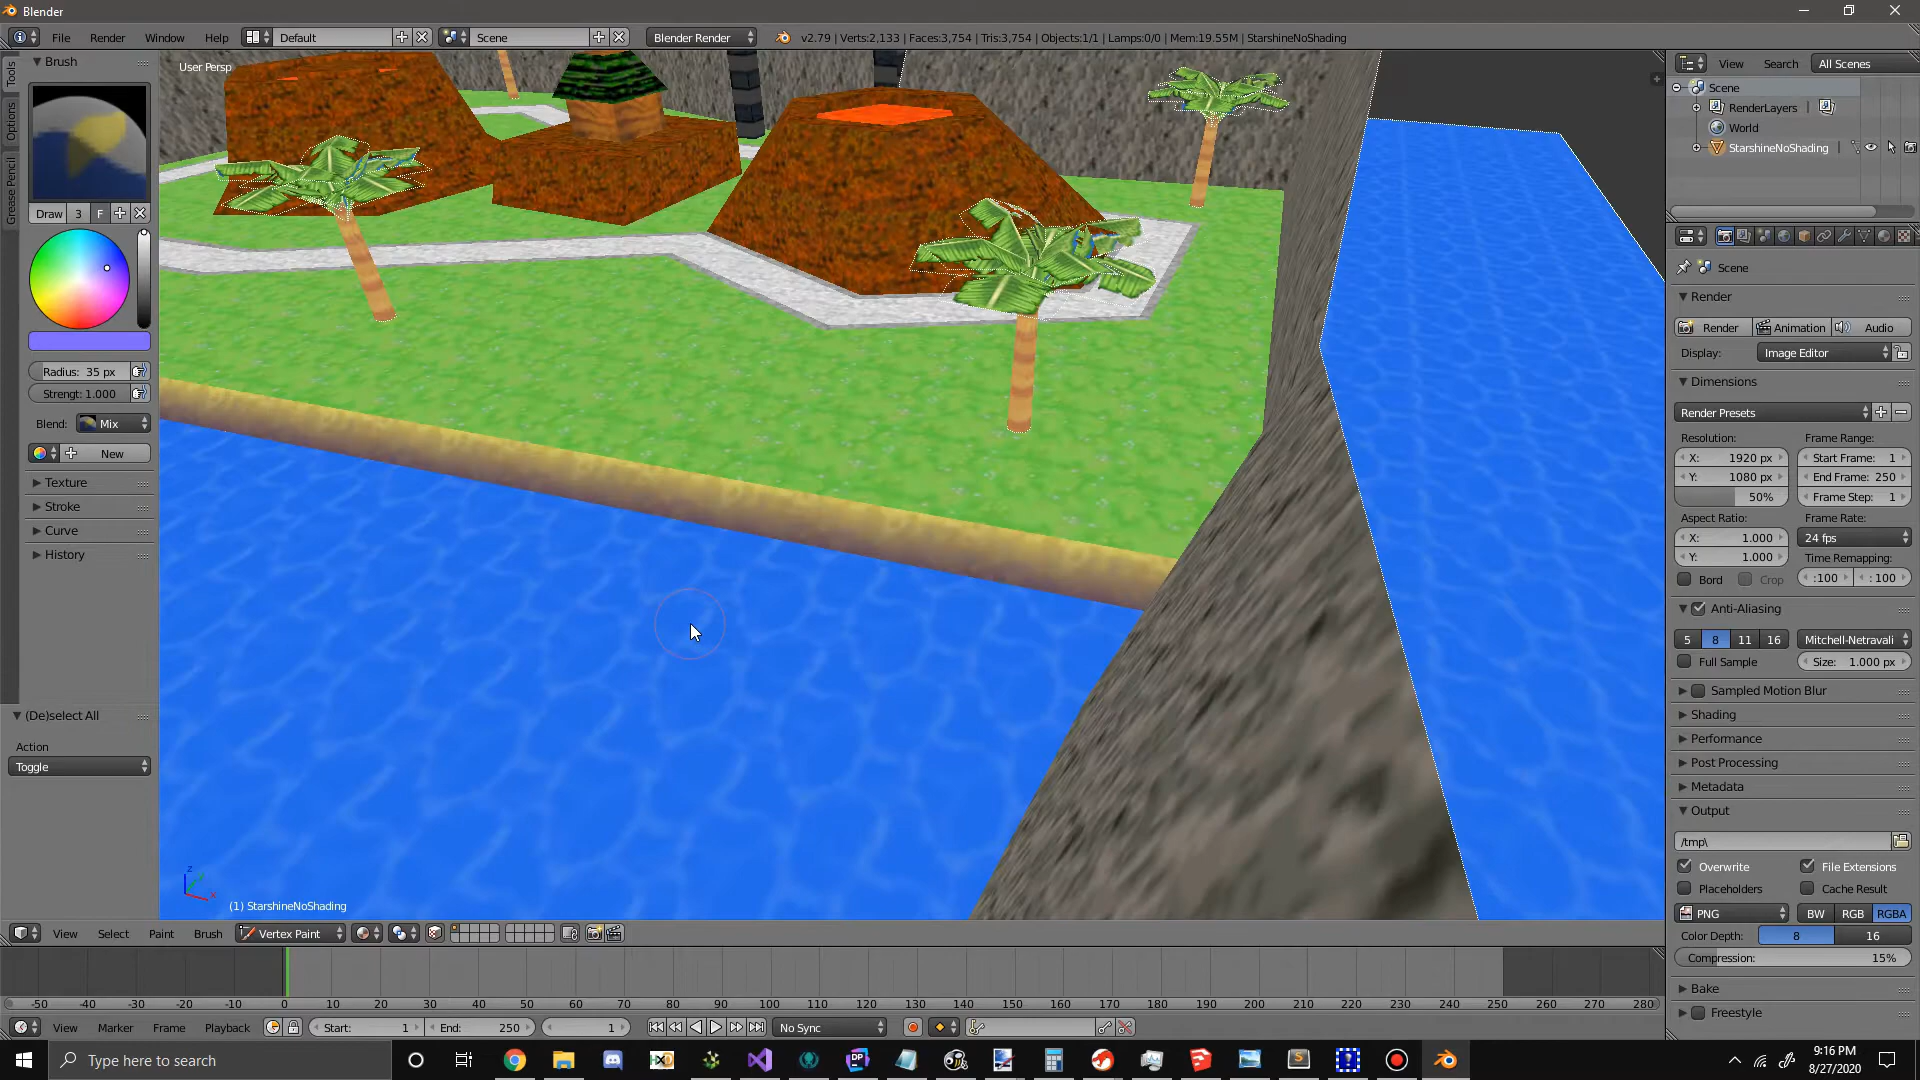 Blender
File Render Window Help Default Scene Blender Render v2.79 | Verts:2,133 | Faces:3,754 | Tris:3,754 | Objects:1/1 | Lamps:0/0 | Mem:19.55M | StarshineNoShading
Brush
Tools
Options
Grease Pencil
Draw 3 F
Radius: 35 px
Strengt: 1.000
Blend: Mix
New
Texture
Stroke
Curve
History
(De)select All
Action
Toggle
User Persp
(1) StarshineNoShading
View Search All Scenes
Scene
RenderLayers
World
StarshineNoShading
Scene
Render
Render Animation Audio
Display: Image Editor
Dimensions
Render Presets
Resolution: Frame Range:
X: 1920 px Start Frame: 1
Y: 1080 px End Frame: 250
50% Frame Step: 1
Aspect Ratio: Frame Rate:
X: 1.000 24 fps
Y: 1.000 Time Remapping:
Bord Crop :100 :100
Anti-Aliasing
5 8 11 16 Mitchell-Netravali
Full Sample Size: 1.000 px
Sampled Motion Blur
Shading
Performance
Post Processing
Metadata
Output
/tmp\
Overwrite File Extensions
Placeholders Cache Result
PNG BW RGB RGBA
Color Depth: 8 16
Compression: 15%
Bake
Freestyle
View Select Paint Brush Vertex Paint
-50 -40 -30 -20 -10 0 10 20 30 40 50 60 70 80 90 100 110 120 130 140 150 160 170 180 190 200 210 220 230 240 250 260 270 280
View Marker Frame Playback Start: 1 End: 250 1 No Sync
Type here to search
9:16 PM
8/27/2020